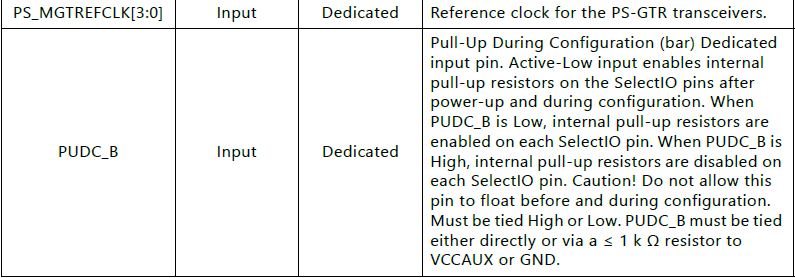 PS_MGTREFCLK[3:0] Input Dedicated Reference clock for the PS-GTR transceivers.
PUDC_B Input Dedicated Pull-Up During Configuration (bar) Dedicated
input pin. Active-Low input enables internal
pull-up resistors on the SelectIO pins after
power-up and during configuration. When
PUDC_B is Low, internal pull-up resistors are
enabled on each SelectIO pin. When PUDC_B is
High, internal pull-up resistors are disabled on
each SelectIO pin. Caution! Do not allow this
pin to float before and during configuration.
Must be tied High or Low. PUDC_B must be tied
either directly or via a ≤ 1 k Ω resistor to
VCCAUX or GND.